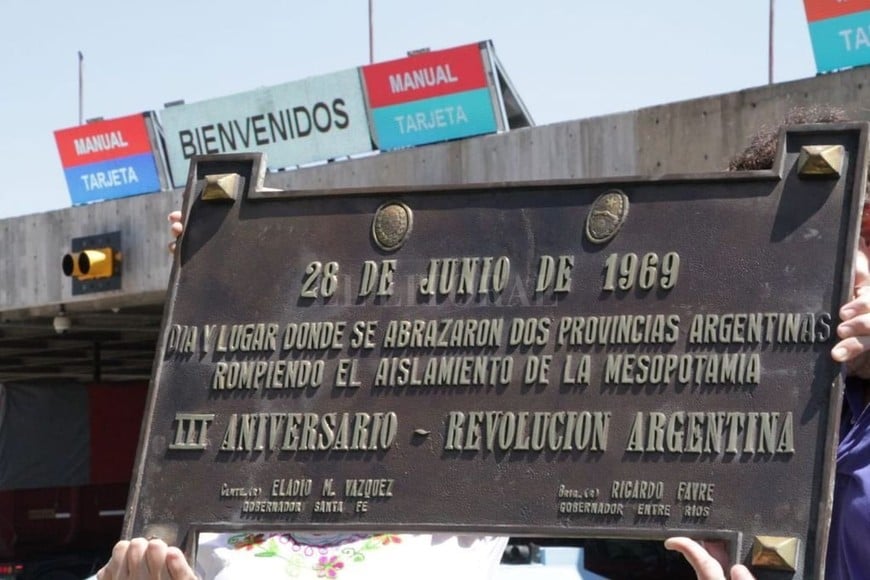 MANUAL
TARJETA
BIENVENIDOS
MANUAL
TARJETA
TA
28 DE JUNIO DE 1969
DIA Y LUGAR DONDE SE ABRAZARON DOS PROVINCIAS ARGENTINAS
ROMPIENDO EL AISLAMIENTO DE LA MESOPOTAMIA
III ANIVERSARIO - REVOLUCION ARGENTINA
ELADIO M. VAZQUEZ
GOBERNADOR SANTA FE
RICARDO FAVRE
GOBERNADOR ENTRE RIOS
EL LITORAL